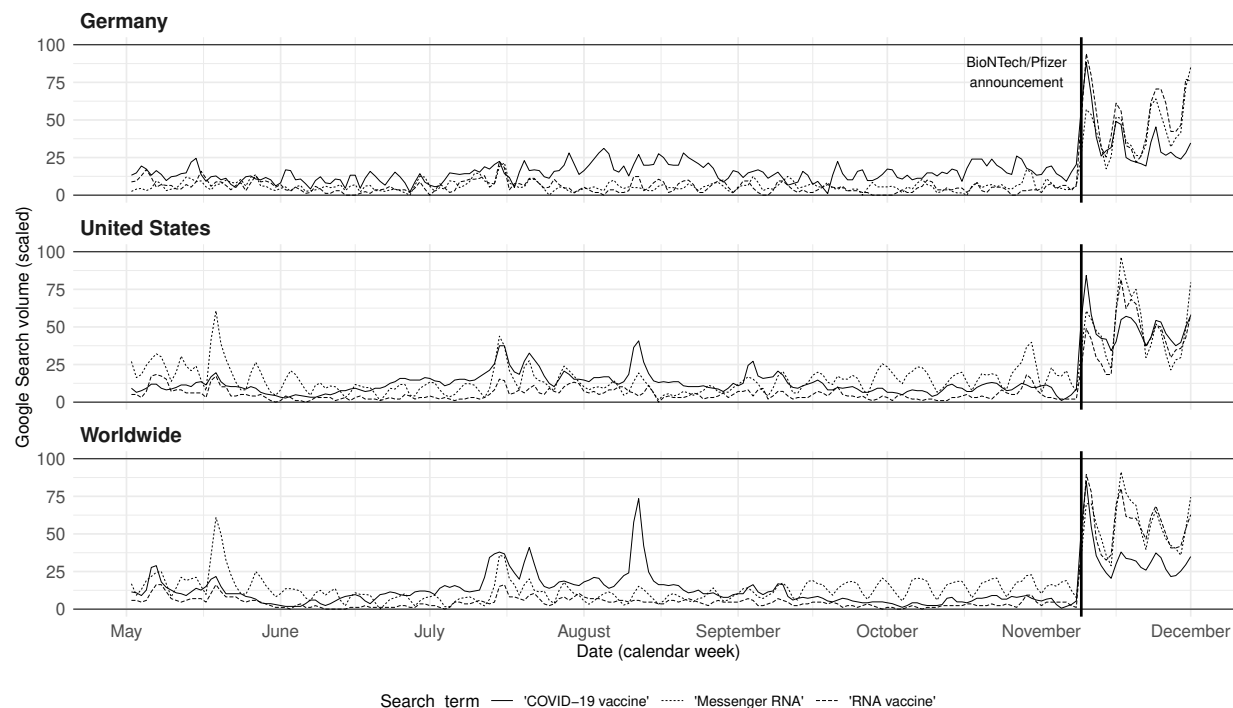 Germany
100
75
50
25
0
BioNTech/Pfizer
announcement
United States
100
75
50
25
0
Worldwide
100
75
50
25
0
Google Search volume (scaled)
May June July August September October November December
Date (calendar week)
Search term 'COVID−19 vaccine' 'Messenger RNA' 'RNA vaccine'